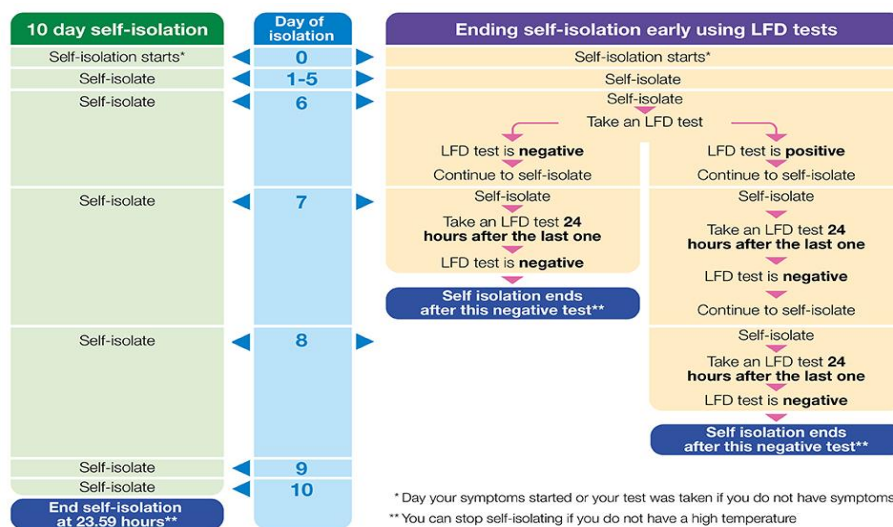 10 day self-isolation
Day of
isolation
Ending self-isolation early using LFD tests
Self-isolation starts*
0
Self-isolation starts*
Self-isolate
1-5
Self-isolate
Self-isolate
6
Self-isolate
Take an LFD test
LFD test is negative
Continue to self-isolate
LFD test is positive
Continue to self-isolate
Self-isolate
7
Self-isolate
Take an LFD test 24
hours after the last one
LFD test is negative
Self isolation ends
after this negative test**
Self-isolate
Take an LFD test 24
hours after the last one
LFD test is negative
Continue to self-isolate
Self-isolate
8
Self-isolate
Take an LFD test 24
hours after the last one
LFD test is negative
Self isolation ends
after this negative test**
Self-isolate
9
Self-isolate
10
End self-isolation
at 23.59 hours**
* Day your symptoms started or your test was taken if you do not have symptoms
** You can stop self-isolating if you do not have a high temperature